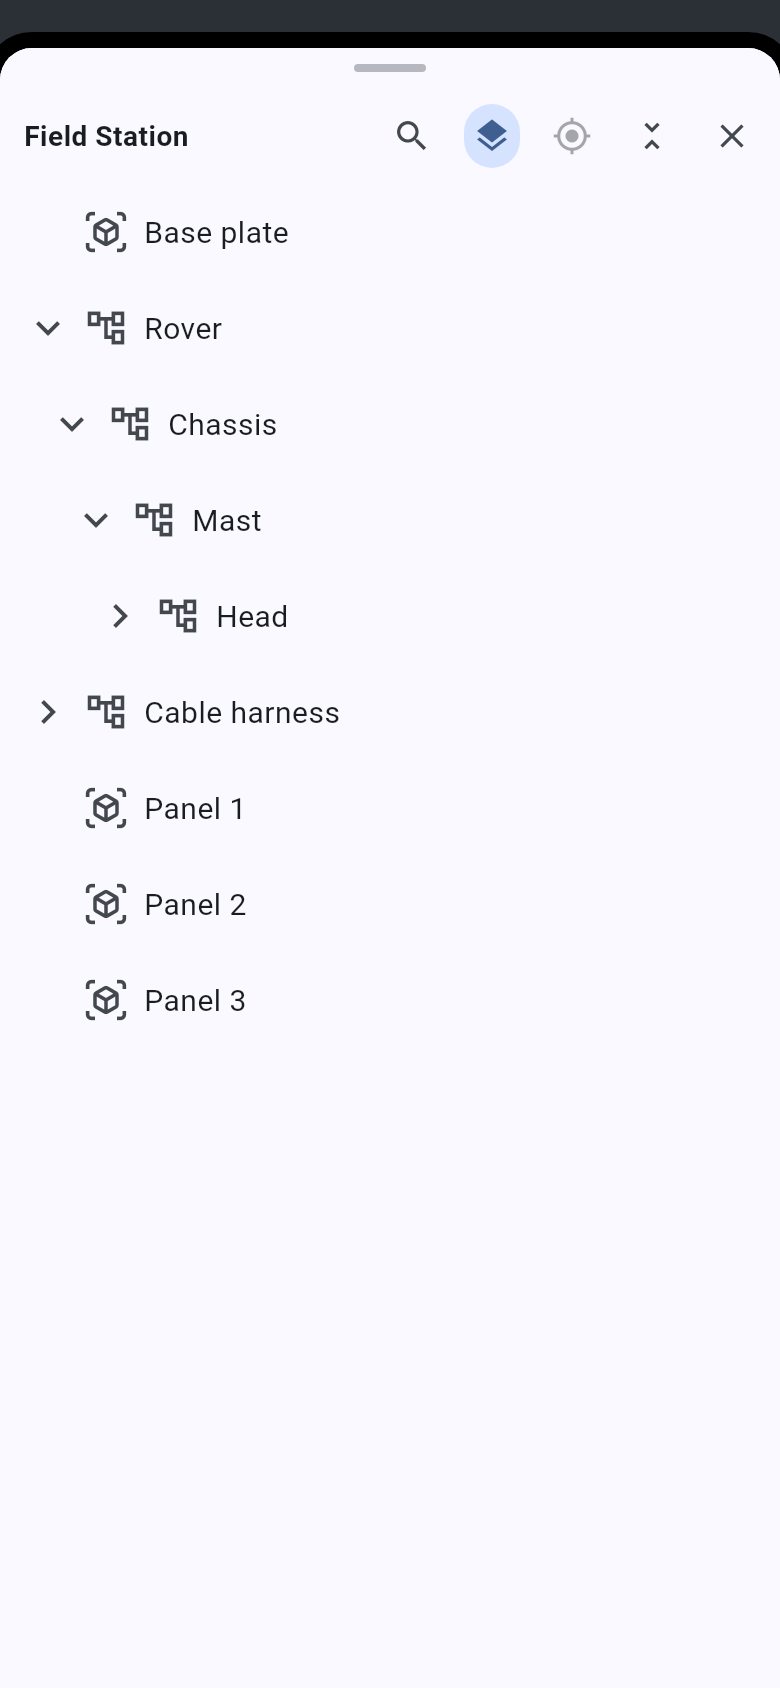 Field Station
Base plate
Rover
Chassis
Mast
Head
Cable harness
Panel 1
Panel 2
Panel 3